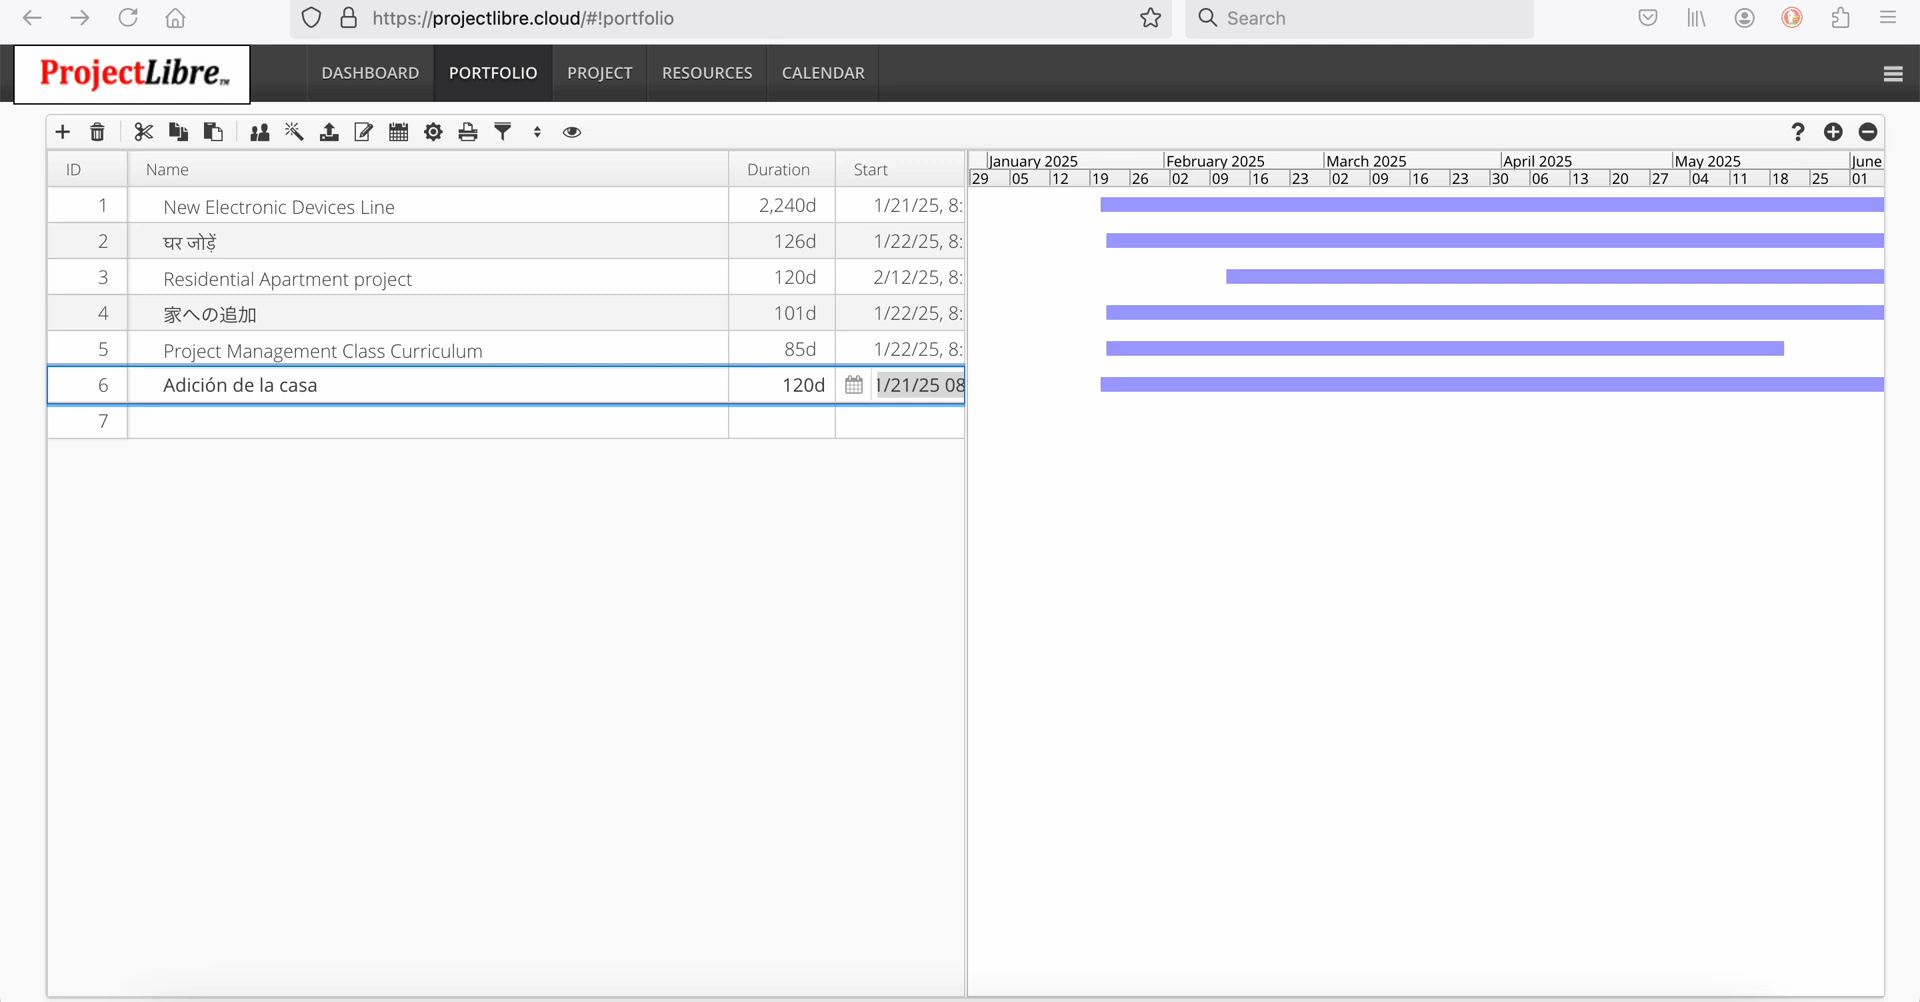 https://projectlibre.cloud/#!portfolio
Search
ProjectLibre™
DASHBOARD PORTFOLIO PROJECT RESOURCES CALENDAR
ID Name Duration Start
January 2025 February 2025 March 2025 April 2025 May 2025 June
29 05 12 19 26 02 09 16 23 02 09 16 23 30 06 13 20 27 04 11 18 25 01
1 New Electronic Devices Line 2,240d 1/21/25, 8:
2 घर जोड़ें 126d 1/22/25, 8:
3 Residential Apartment project 120d 2/12/25, 8:
4 家への追加 101d 1/22/25, 8:
5 Project Management Class Curriculum 85d 1/22/25, 8:
6 Adición de la casa 120d 1/21/25 08
7